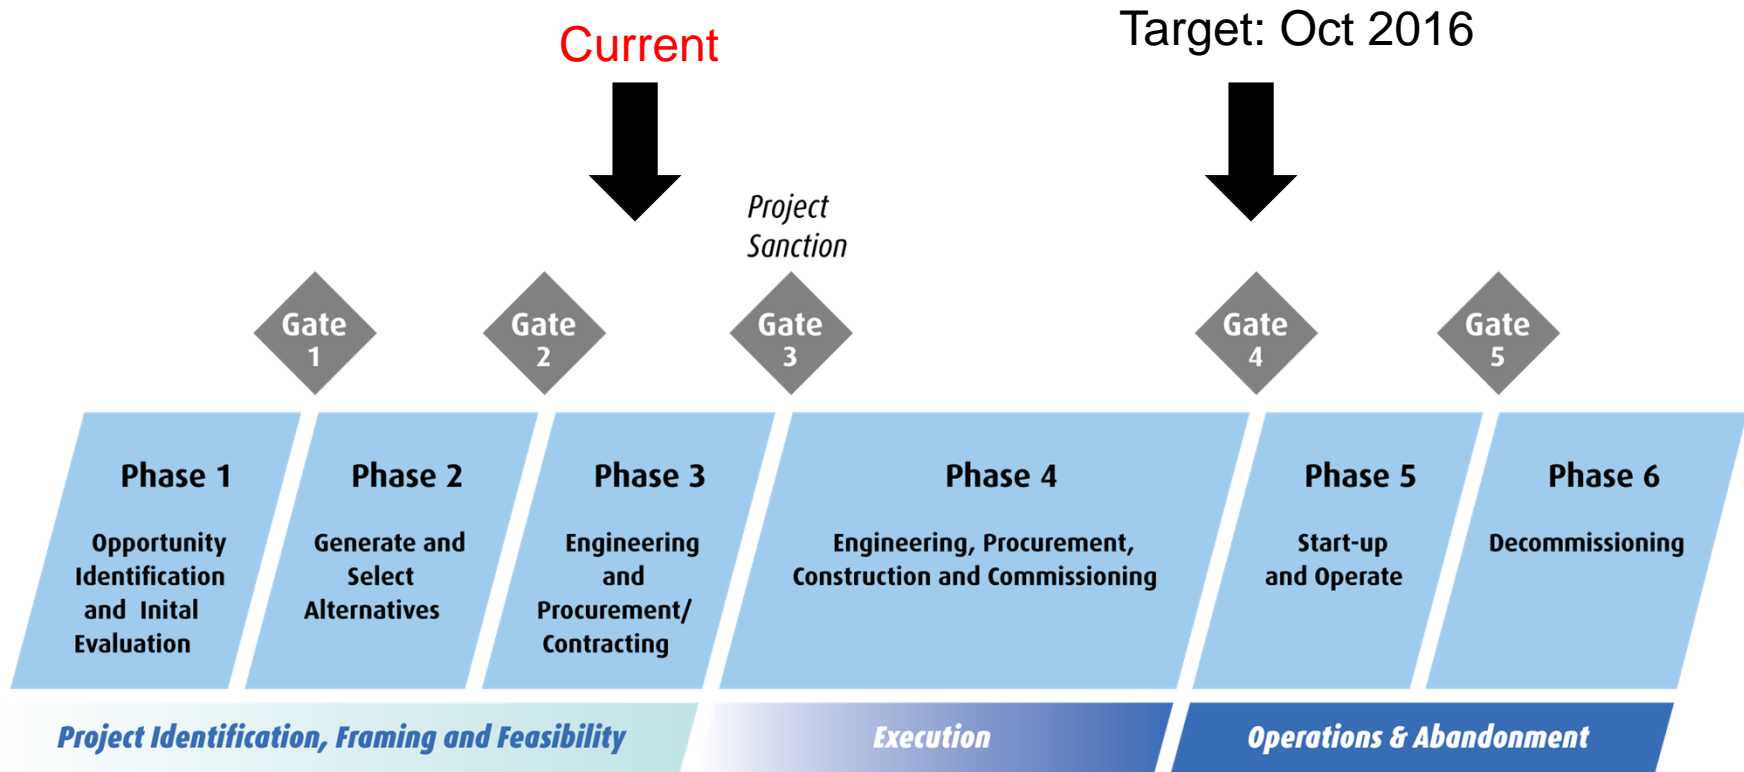 Current
Target: Oct 2016
Project
Sanction
Gate
1
Gate
2
Gate
3
Gate
4
Gate
5
Phase 1
Opportunity
Identification
and Inital
Evaluation
Phase 2
Generate and
Select
Alternatives
Phase 3
Engineering
and
Procurement/
Contracting
Phase 4
Engineering, Procurement,
Construction and Commissioning
Phase 5
Start-up
and Operate
Phase 6
Decommissioning
Project Identification, Framing and Feasibility
Execution
Operations & Abandonment